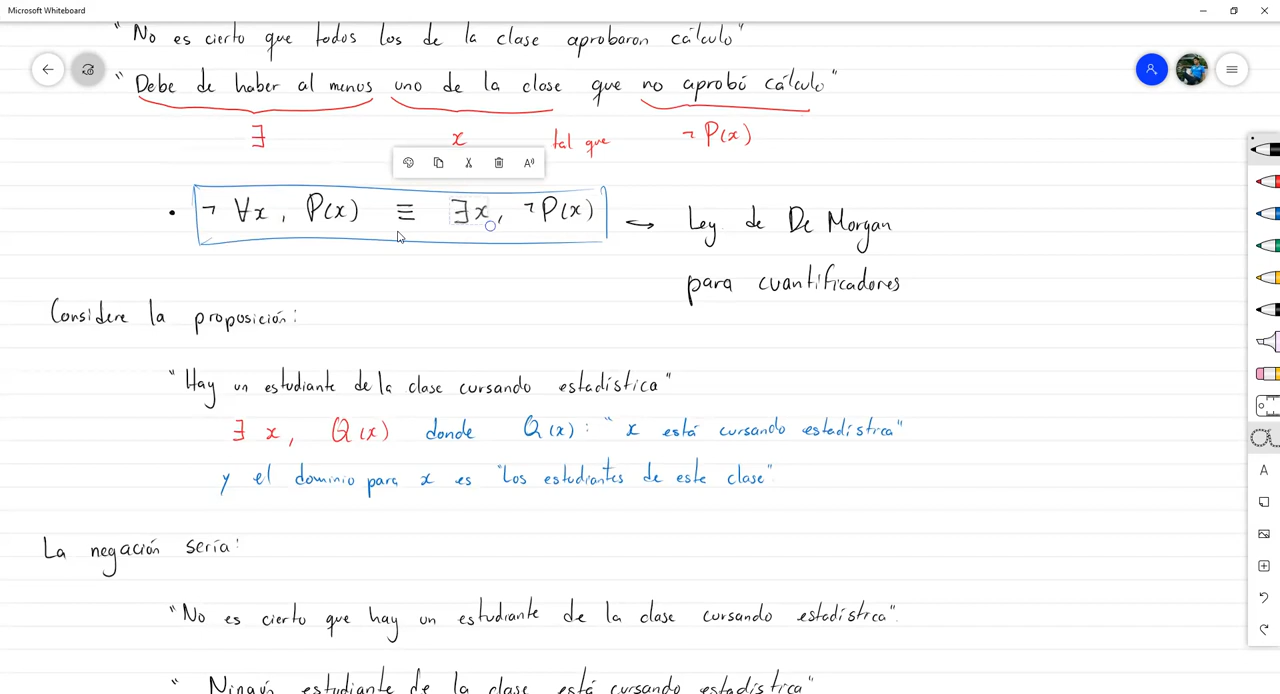 Microsoft Whiteboard
"No es cierto que todos los de la clase aprobaron cálculo"
"Debe de haber al menos uno de la clase que no aprobó cálculo"
∃ x tal que ¬P(x)
• ¬∀x, P(x) ≡ ∃x, ¬P(x) → Ley de De Morgan
para cuantificadores
Considere la proposición:
"Hay un estudiante de la clase cursando estadística"
∃ x, Q(x) donde Q(x): "x está cursando estadística"
y el dominio para x es "Los estudiantes de este clase"
La negación sería:
"No es cierto que hay un estudiante de la clase cursando estadística".
"Ningún estudiante de la clase está cursando estadística"